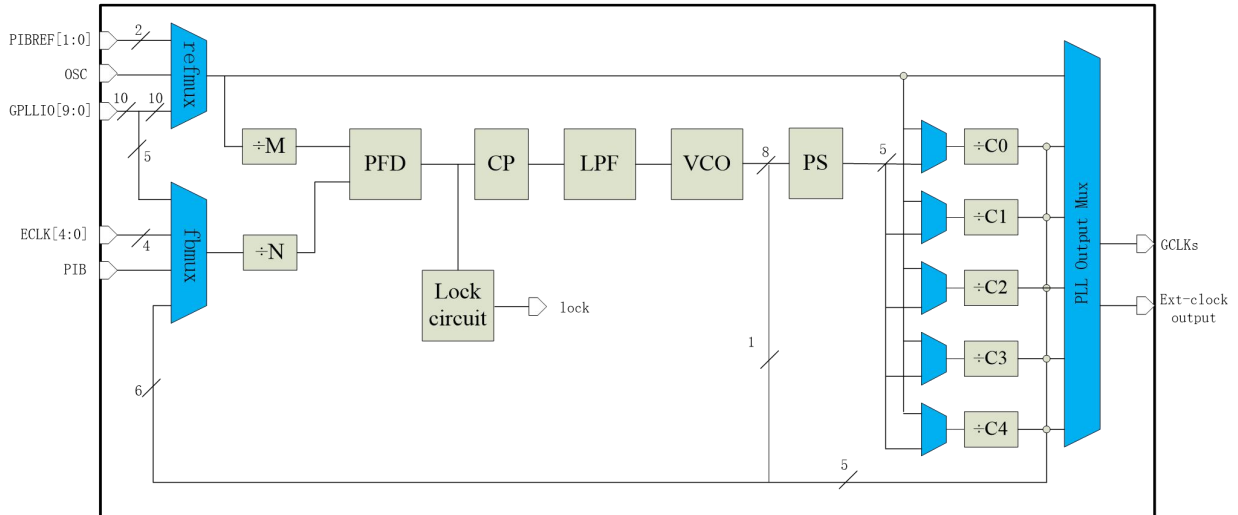 PIBREF[1:0]
2
refmux
OSC
GPLLIO[9:0]
10
10
5
÷M
PFD
CP
LPF
VCO
8
PS
5
÷C0
÷C1
÷C2
÷C3
÷C4
PLL Output Mux
GCLKs
Ext-clock
output
ECLK[4:0]
4
PIB
fbmux
÷N
Lock
circuit
lock
1
6
5